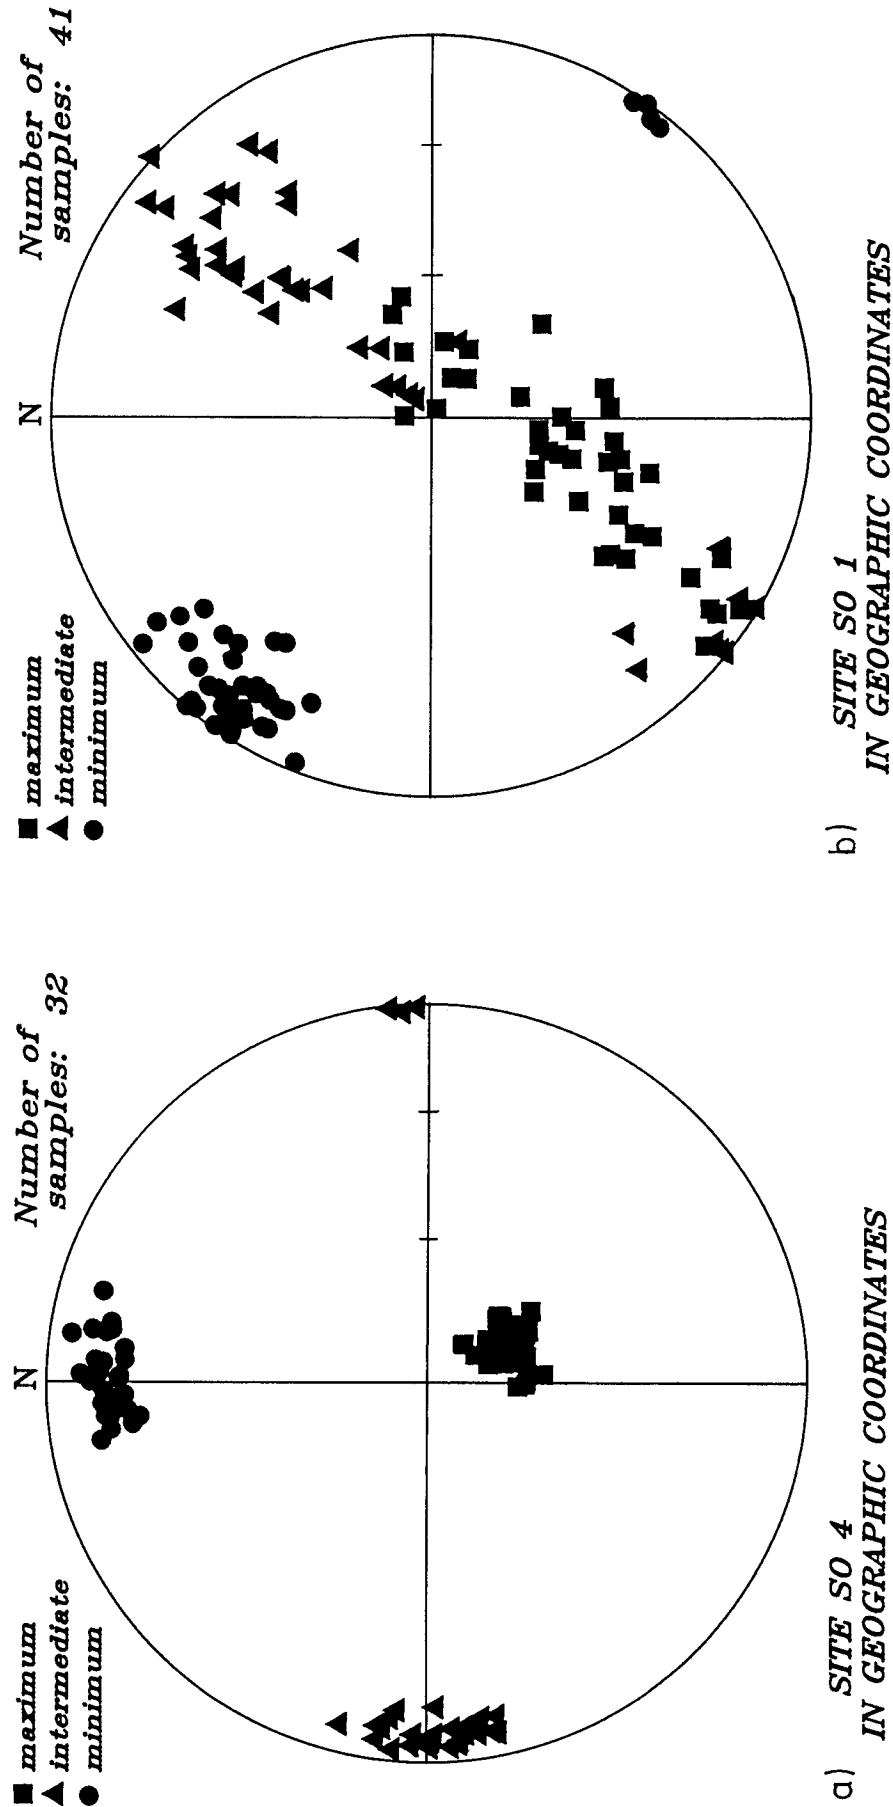 ■ maximum
▲ intermediate
● minimum
N
Number of
samples: 32
a) SITE SO 4
IN GEOGRAPHIC COORDINATES
■ maximum
▲ intermediate
● minimum
N
Number of
samples: 41
b) SITE SO 1
IN GEOGRAPHIC COORDINATES